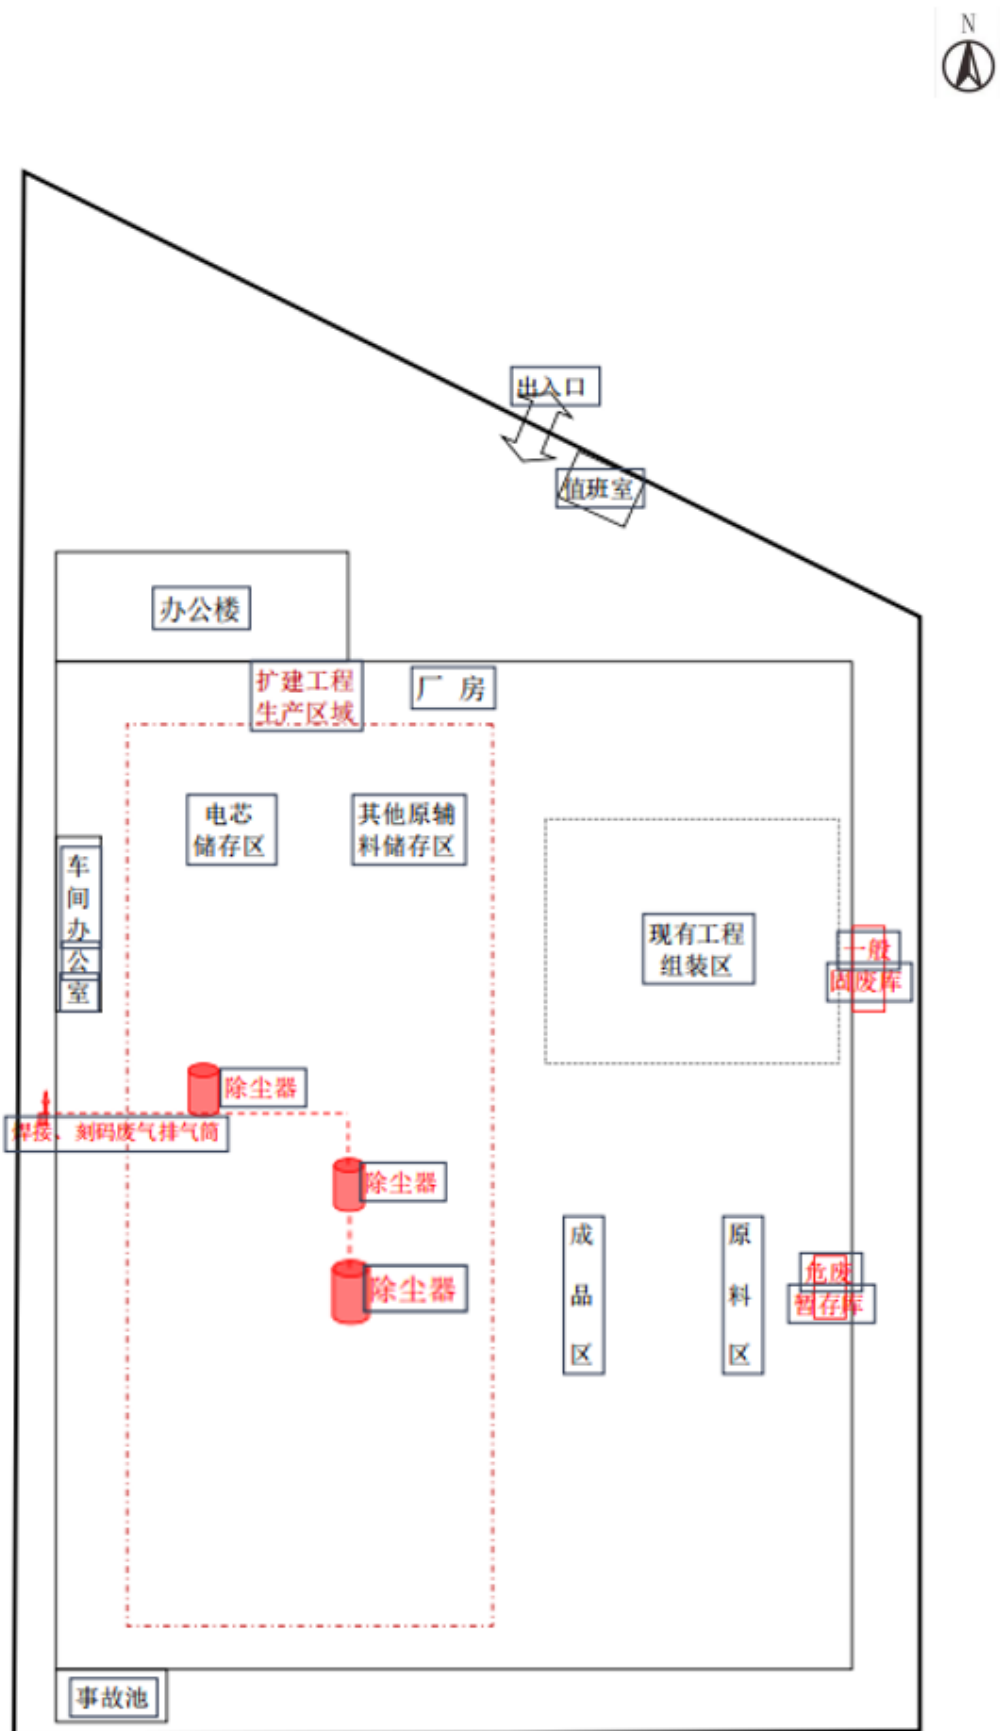 N
出入口
值班室
办公楼
扩建工程
生产区域
厂 房
电芯
储存区
其他原辅
料储存区
车
间
办
公
室
现有工程
组装区
一般
固废库
除尘器
焊接、刻码废气排气筒
除尘器
除尘器
成
品
区
原
料
区
危废
暂存库
事故池